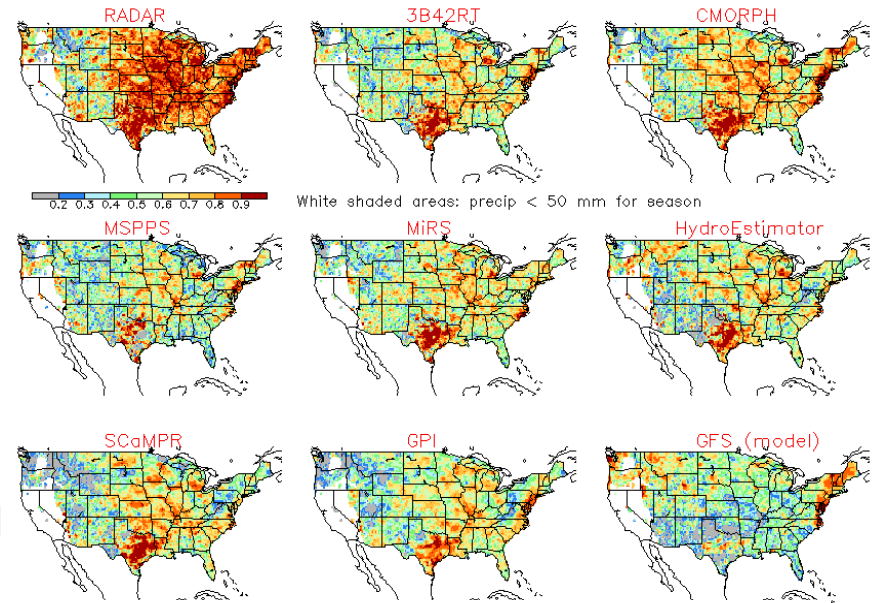 RADAR
3B42RT
CMORPH
0.2 0.3 0.4 0.5 0.6 0.7 0.8 0.9
White shaded areas: precip < 50 mm for season
MSPPS
MiRS
HydroEstimator
SCaMPR
GPI
GFS (model)